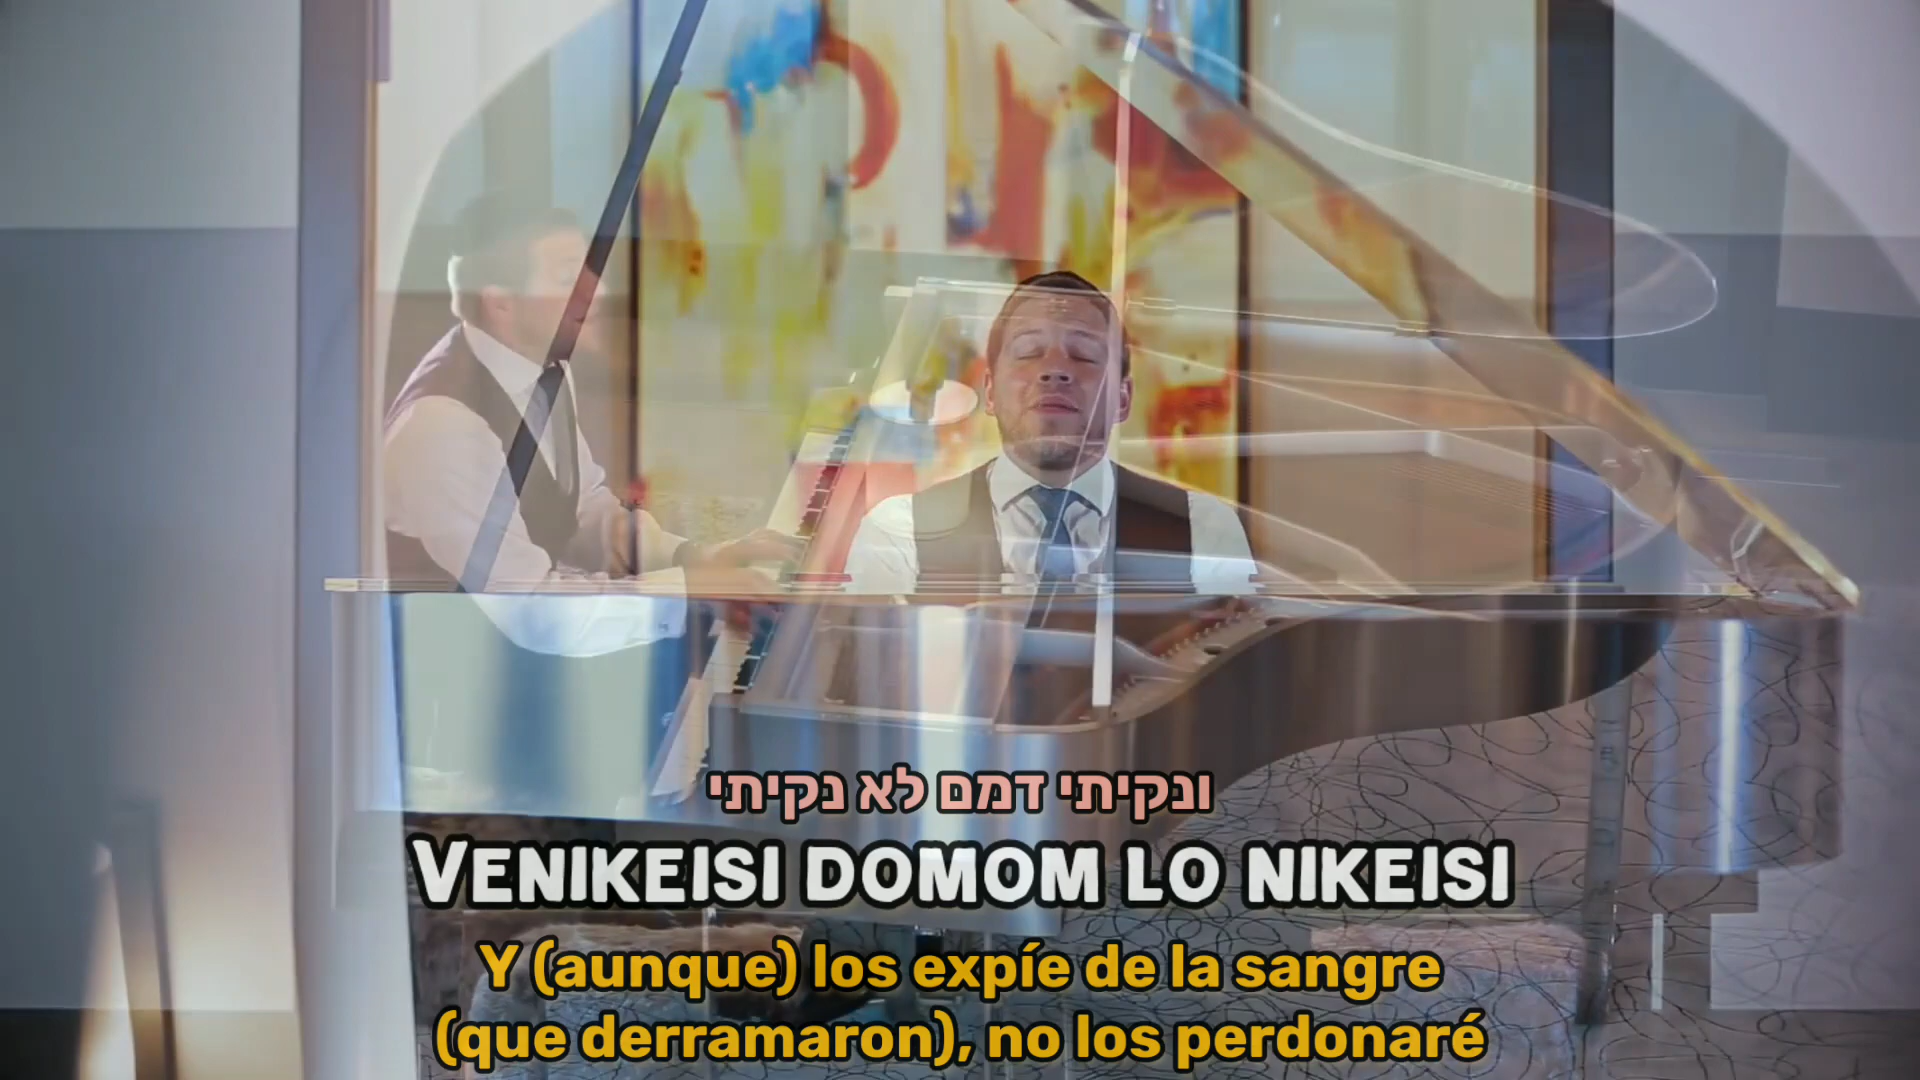 ונקיתי דמם לא נקיתי
VENIKEISI DOMOM LO NIKEISI
Y (aunque) los expíe de la sangre
(que derramaron), no los perdonaré